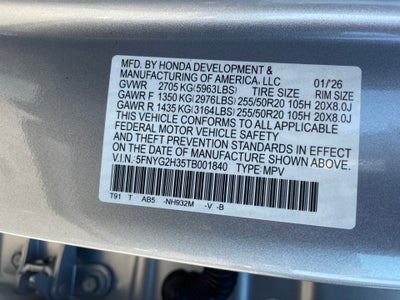 MFD. BY HONDA DEVELOPMENT &
MANUFACTURING OF AMERICA, LLC 01/26
GVWR 2705 KG(5963LBS) TIRE SIZE RIM SIZE
GAWR F 1350 KG(2976LBS) 255/50R20 105H 20X8.0J
GAWR R 1435 KG(3164LBS) 255/50R20 105H 20X8.0J
THIS VEHICLE CONFORMS TO ALL APPLICABLE
FEDERAL MOTOR VEHICLE SAFETY
AND THEFT PREVENTION STANDARDS IN EFFECT
ON THE DATE OF MANUFACTURE SHOWN ABOVE.
V.I.N. 5FNYG2H35TB001840 TYPE MPV
T91 T AB5 -NH932M -V -B